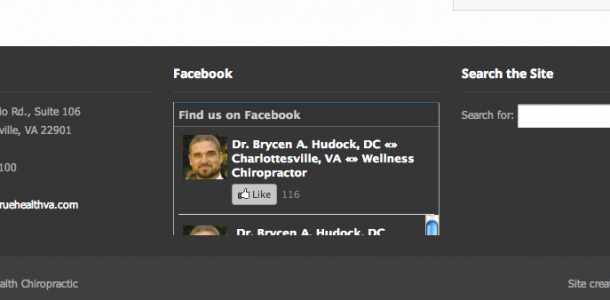 Facebook
Search the Site
io Rd., Suite 106
ville, VA 22901
100
ruehealthva.com
Find us on Facebook
Dr. Brycen A. Hudock, DC «»
Charlottesville, VA «» Wellness
Chiropractor
Like 116
Dr. Brycen A. Hudock, DC
Search for:
alth Chiropractic
Site crea